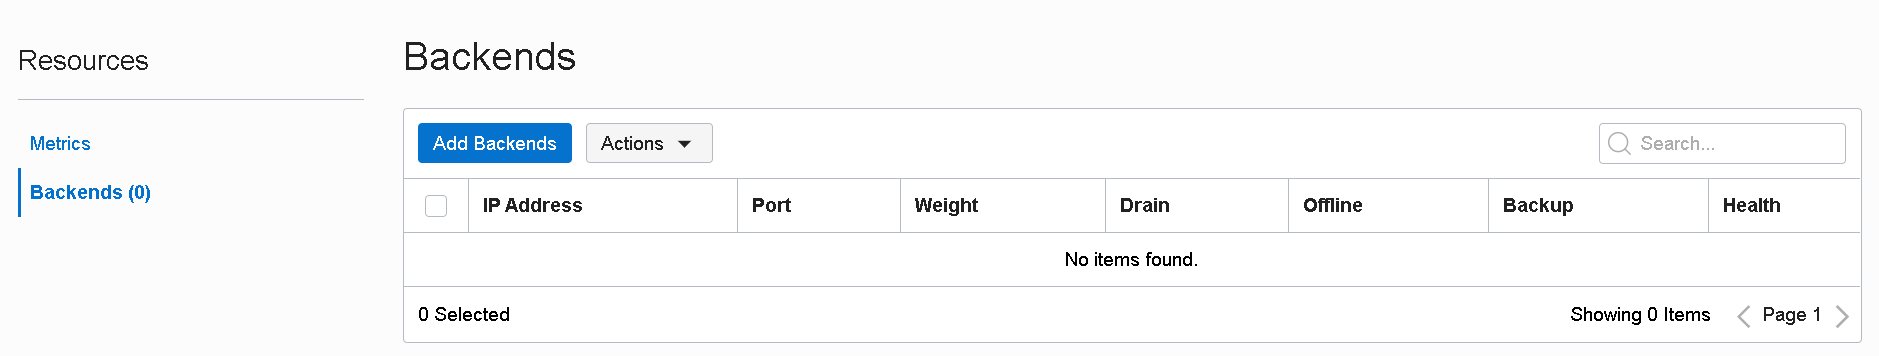 Resources
Metrics
Backends (0)
Backends
Add Backends Actions Search...
IP Address Port Weight Drain Offline Backup Health
No items found.
0 Selected Showing 0 Items Page 1